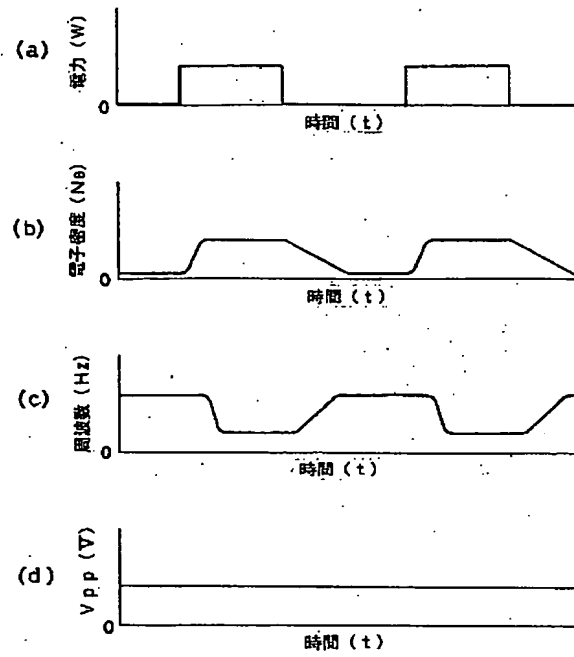 (a)
電力 (W)
0
時間 (t)
(b)
電子密度 (Ne)
0
時間 (t)
(c)
周波数 (Hz)
0
時間 (t)
(d)
Vpp (V)
0
時間 (t)